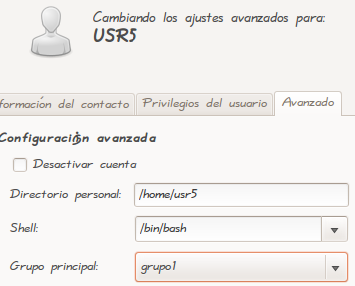 Cambiando los ajustes avanzados para:
USR5
formación del contacto
Privilegios del usuario
Avanzado
Configuración avanzada
Desactivar cuenta
Directorio personal: /home/usr5
Shell: /bin/bash
Grupo principal: grupo1